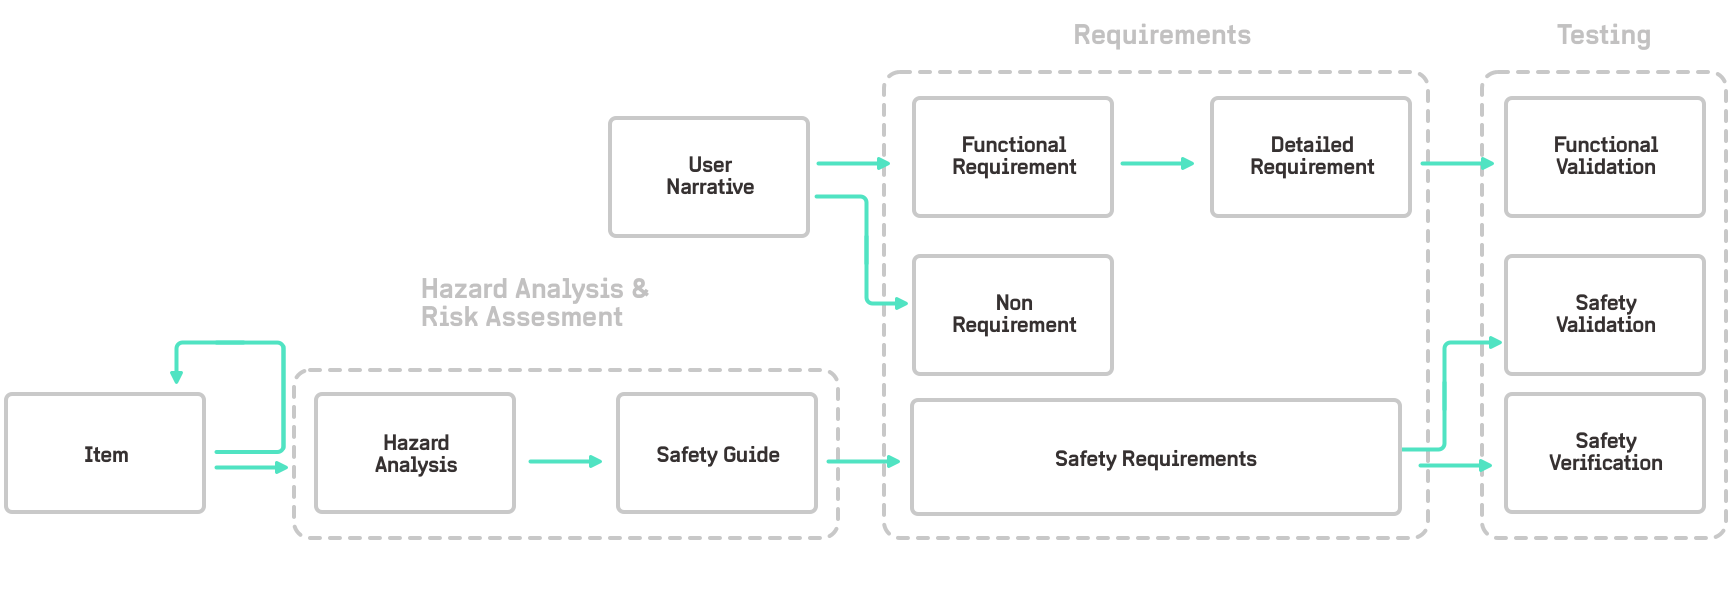 Requirements
Testing
User
Narrative
Functional
Requirement
Detailed
Requirement
Functional
Validation
Non
Requirement
Safety
Validation
Hazard Analysis &
Risk Assesment
Item
Hazard
Analysis
Safety Guide
Safety Requirements
Safety
Verification